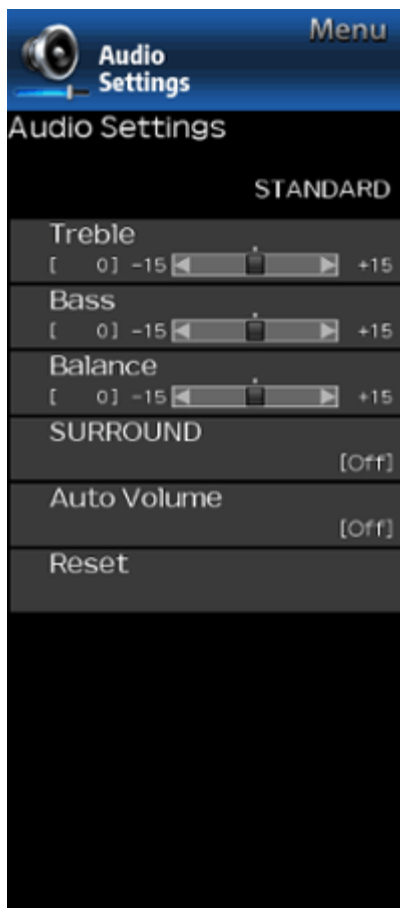 Menu
Audio
Settings
Audio Settings
STANDARD
Treble
[ 0] -15 +15
Bass
[ 0] -15 +15
Balance
[ 0] -15 +15
SURROUND
[Off]
Auto Volume
[Off]
Reset